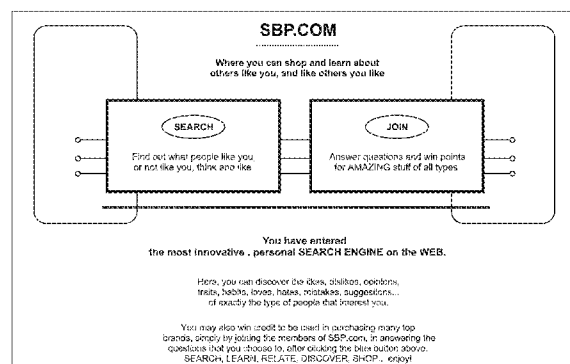 SBP.COM
Where you can shop and learn about
others like you, and like others you like
SEARCH
Find out what people like you
or not like you, think and like
JOIN
Answer questions and win points
for AMAZING stuff of all types
You have entered
the most innovative , personal SEARCH ENGINE on the WEB.
Here, you can discover the likes, dislikes, opinions,
traits, habits, loves, hates, mistakes, suggestions...
of exactly the type of people that interest you.
You may also win credit to be used in purchasing many top
brands, simply by joining the members of SBP.com, in answering the
questions that you choose to, after clicking the blue button above.
SEARCH, LEARN, RELATE, DISCOVER, SHOP... enjoy!